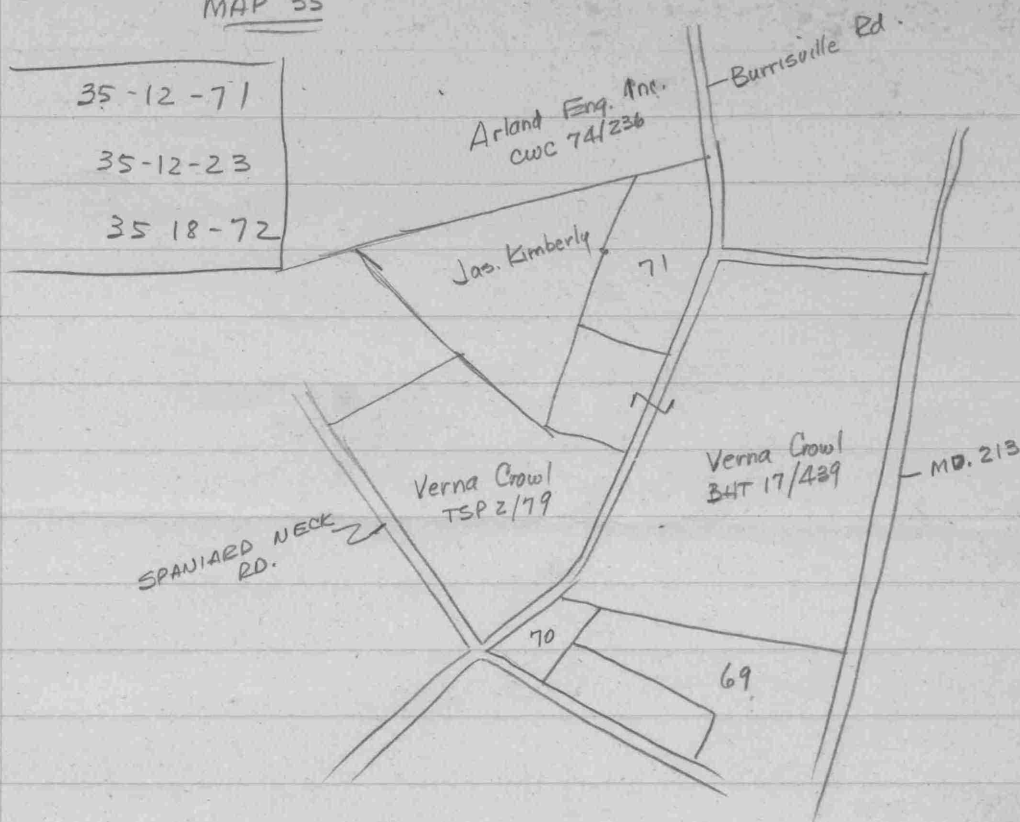 MAP 35
35-12-71
35-12-23
35 18-72
Burrisville Rd.
Arland Eng. Inc.
CWC 74/236
Jas. Kimberly
71
Verna Crowl
TSP 2/79
Verna Crowl
BHT 17/439
MD. 213
SPANIARD NECK
RD.
70
69